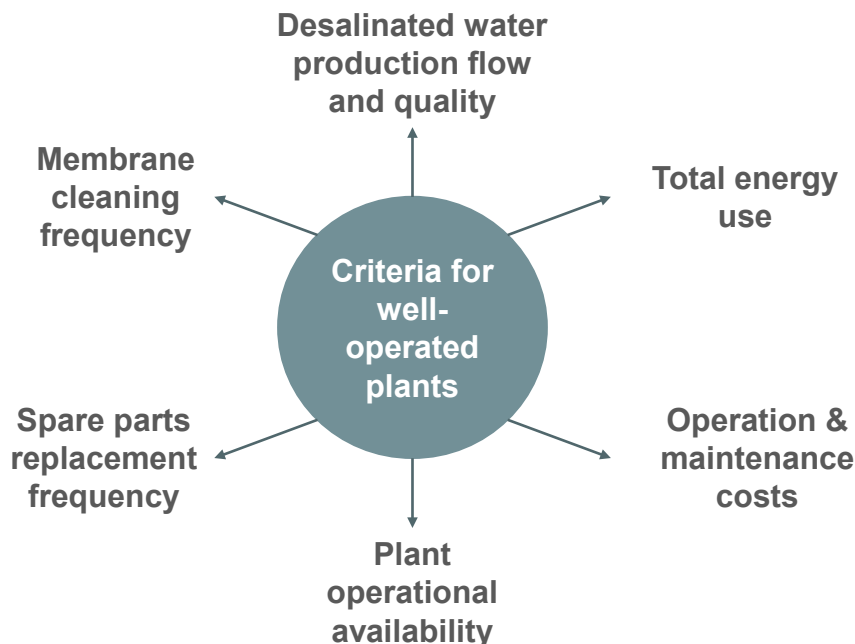 Desalinated water
production flow
and quality
Membrane
cleaning
frequency
Total energy
use
Criteria for
well-
operated
plants
Spare parts
replacement
frequency
Operation &
maintenance
costs
Plant
operational
availability